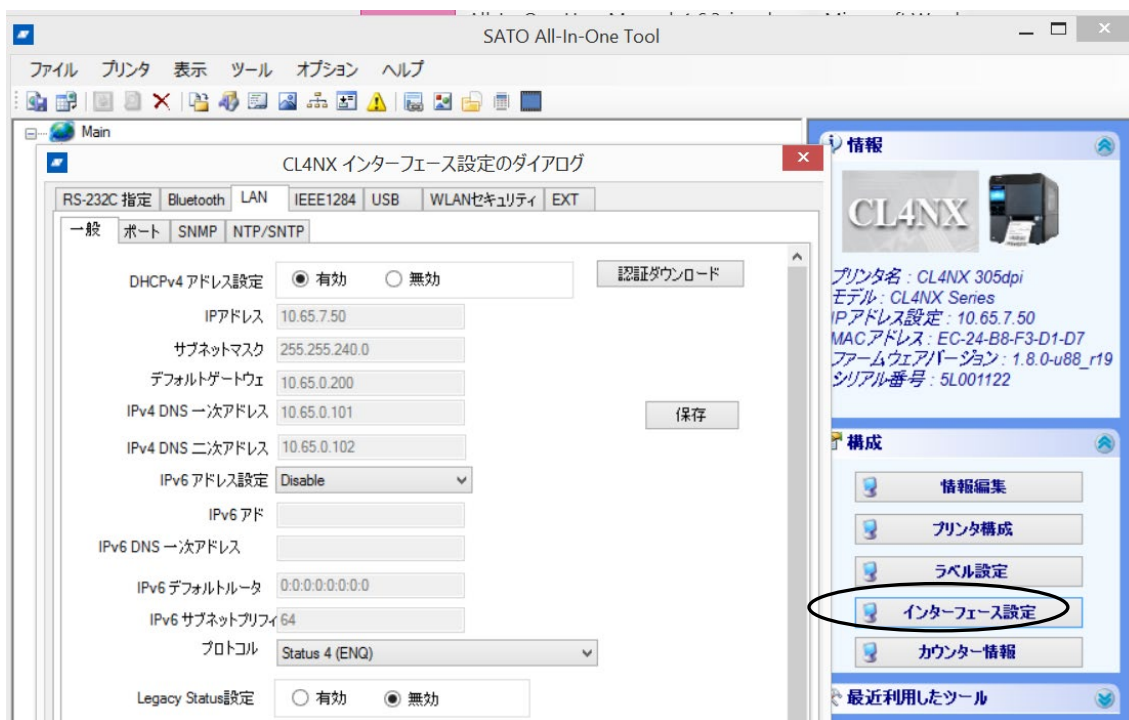 SATO All-In-One Tool
ファイル プリンタ 表示 ツール オプション ヘルプ
Main
CL4NX インターフェース設定のダイアログ
RS-232C 指定 Bluetooth LAN IEEE1284 USB WLANセキュリティ EXT
一般 ポート SNMP NTP/SNTP
DHCPv4 アドレス設定 有効 無効 認証ダウンロード
IPアドレス 10.65.7.50
サブネットマスク 255.255.240.0
デフォルトゲートウェ 10.65.0.200
IPv4 DNS 一次アドレス 10.65.0.101
保存
IPv4 DNS 二次アドレス 10.65.0.102
IPv6 アドレス設定 Disable
IPv6 アド
IPv6 DNS 一次アドレス
IPv6 デフォルトルータ 0:0:0:0:0:0:0:0
IPv6 サブネットプリフィ 64
プロトコル Status 4 (ENQ)
Legacy Status設定 有効 無効
情報
CL4NX
プリンタ名 : CL4NX 305dpi
モデル : CL4NX Series
IPアドレス設定 : 10.65.7.50
MACアドレス : EC-24-B8-F3-D1-D7
ファームウェアバージョン : 1.8.0-u88_r19
シリアル番号 : 5L001122
構成
情報編集
プリンタ構成
ラベル設定
インターフェース設定
カウンター情報
最近利用したツール